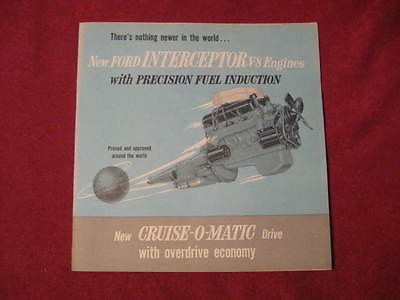 There's nothing newer in the world...
New FORD INTERCEPTOR V-8 Engines
with PRECISION FUEL INDUCTION
Proved and approved
around the world
New CRUISE-O-MATIC Drive
with overdrive economy